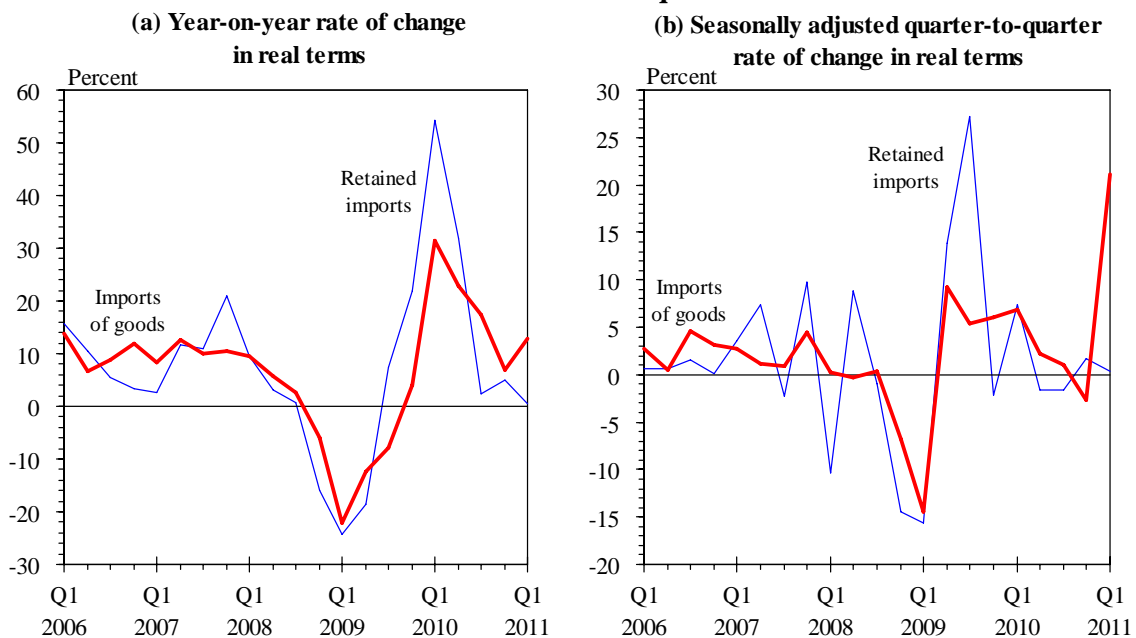 (a) Year-on-year rate of change
in real terms
Percent
60
50
40
30
20
10
0
-10
-20
-30
Retained
imports
Imports
of goods
Q1 Q1 Q1 Q1 Q1 Q1
2006 2007 2008 2009 2010 2011
(b) Seasonally adjusted quarter-to-quarter
rate of change in real terms
Percent
30
25
20
15
10
5
0
-5
-10
-15
-20
Retained
imports
Imports
of goods
Q1 Q1 Q1 Q1 Q1 Q1
2006 2007 2008 2009 2010 2011